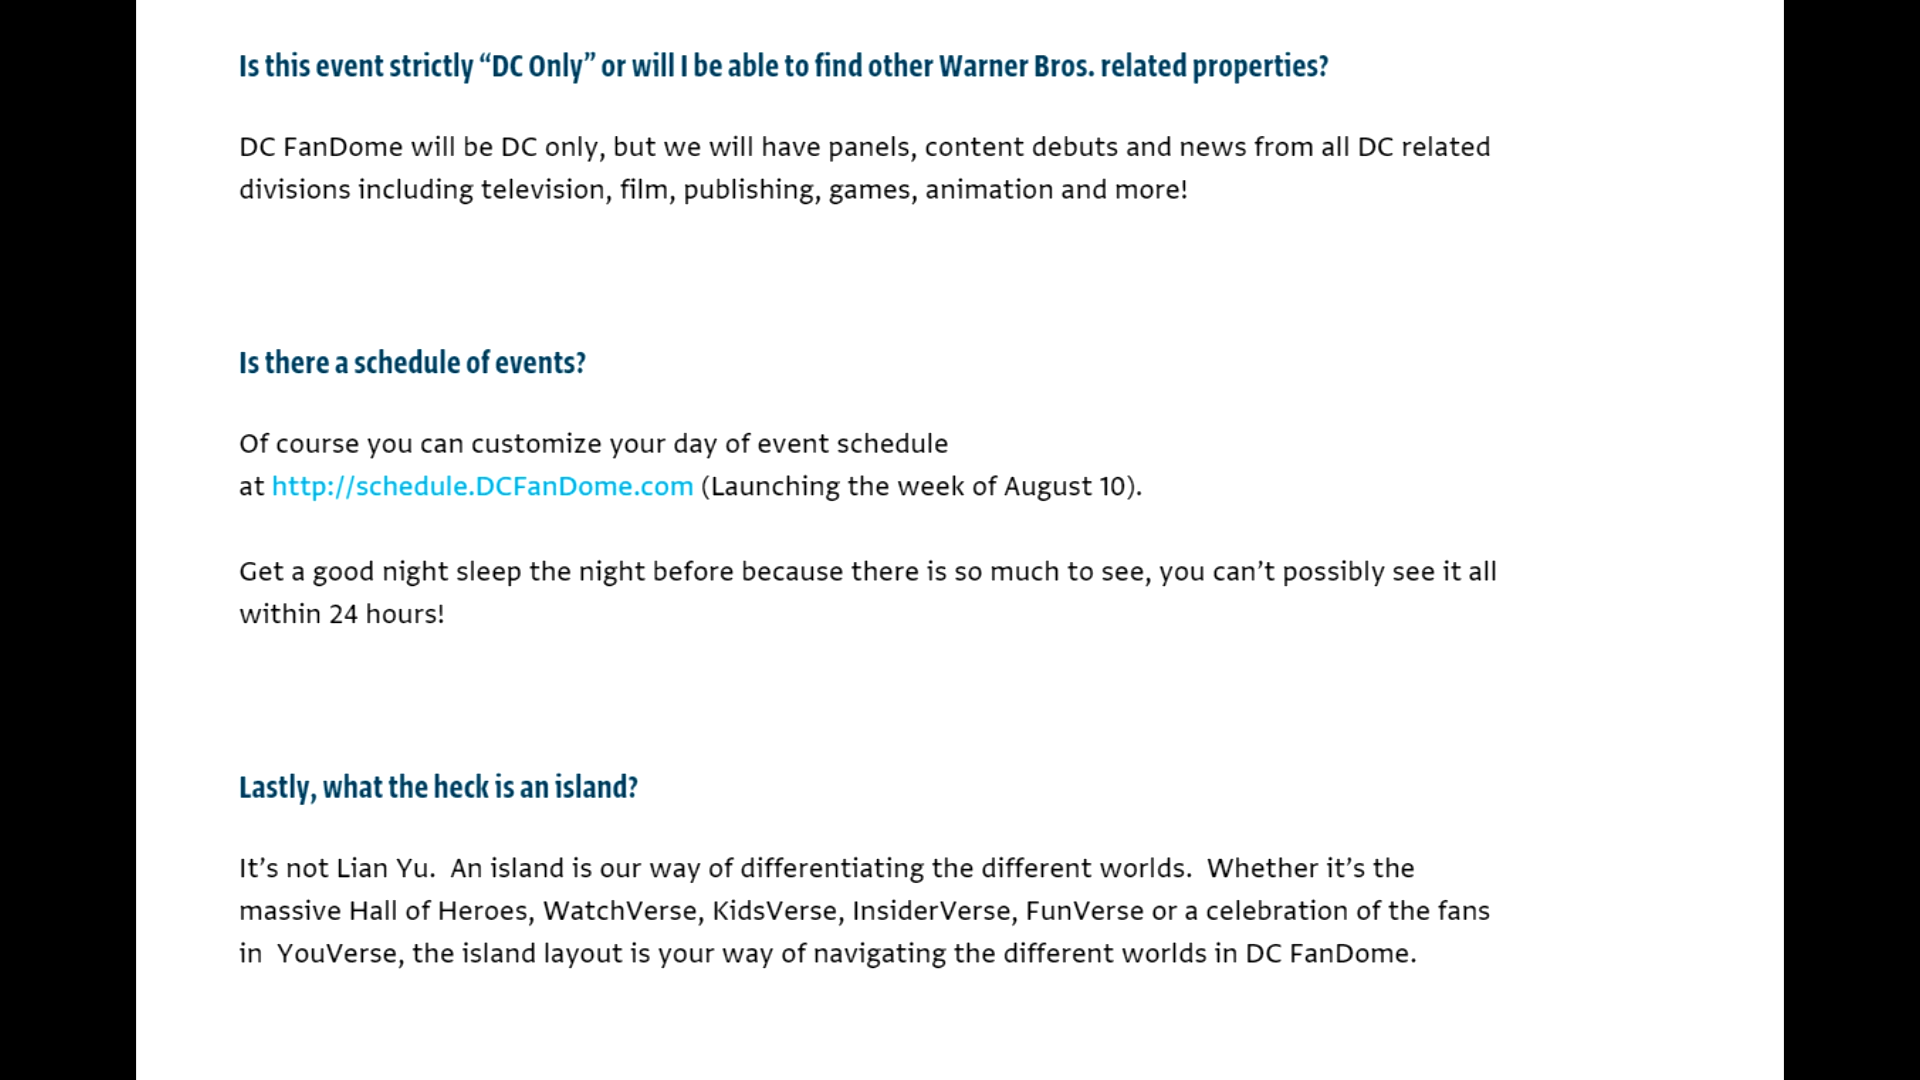 Is this event strictly “DC Only” or will I be able to find other Warner Bros. related properties?
DC FanDome will be DC only, but we will have panels, content debuts and news from all DC related
divisions including television, film, publishing, games, animation and more!
Is there a schedule of events?
Of course you can customize your day of event schedule
at http://schedule.DCFanDome.com (Launching the week of August 10).
Get a good night sleep the night before because there is so much to see, you can’t possibly see it all
within 24 hours!
Lastly, what the heck is an island?
It’s not Lian Yu.  An island is our way of differentiating the different worlds.  Whether it’s the
massive Hall of Heroes, WatchVerse, KidsVerse, InsiderVerse, FunVerse or a celebration of the fans
in  YouVerse, the island layout is your way of navigating the different worlds in DC FanDome.